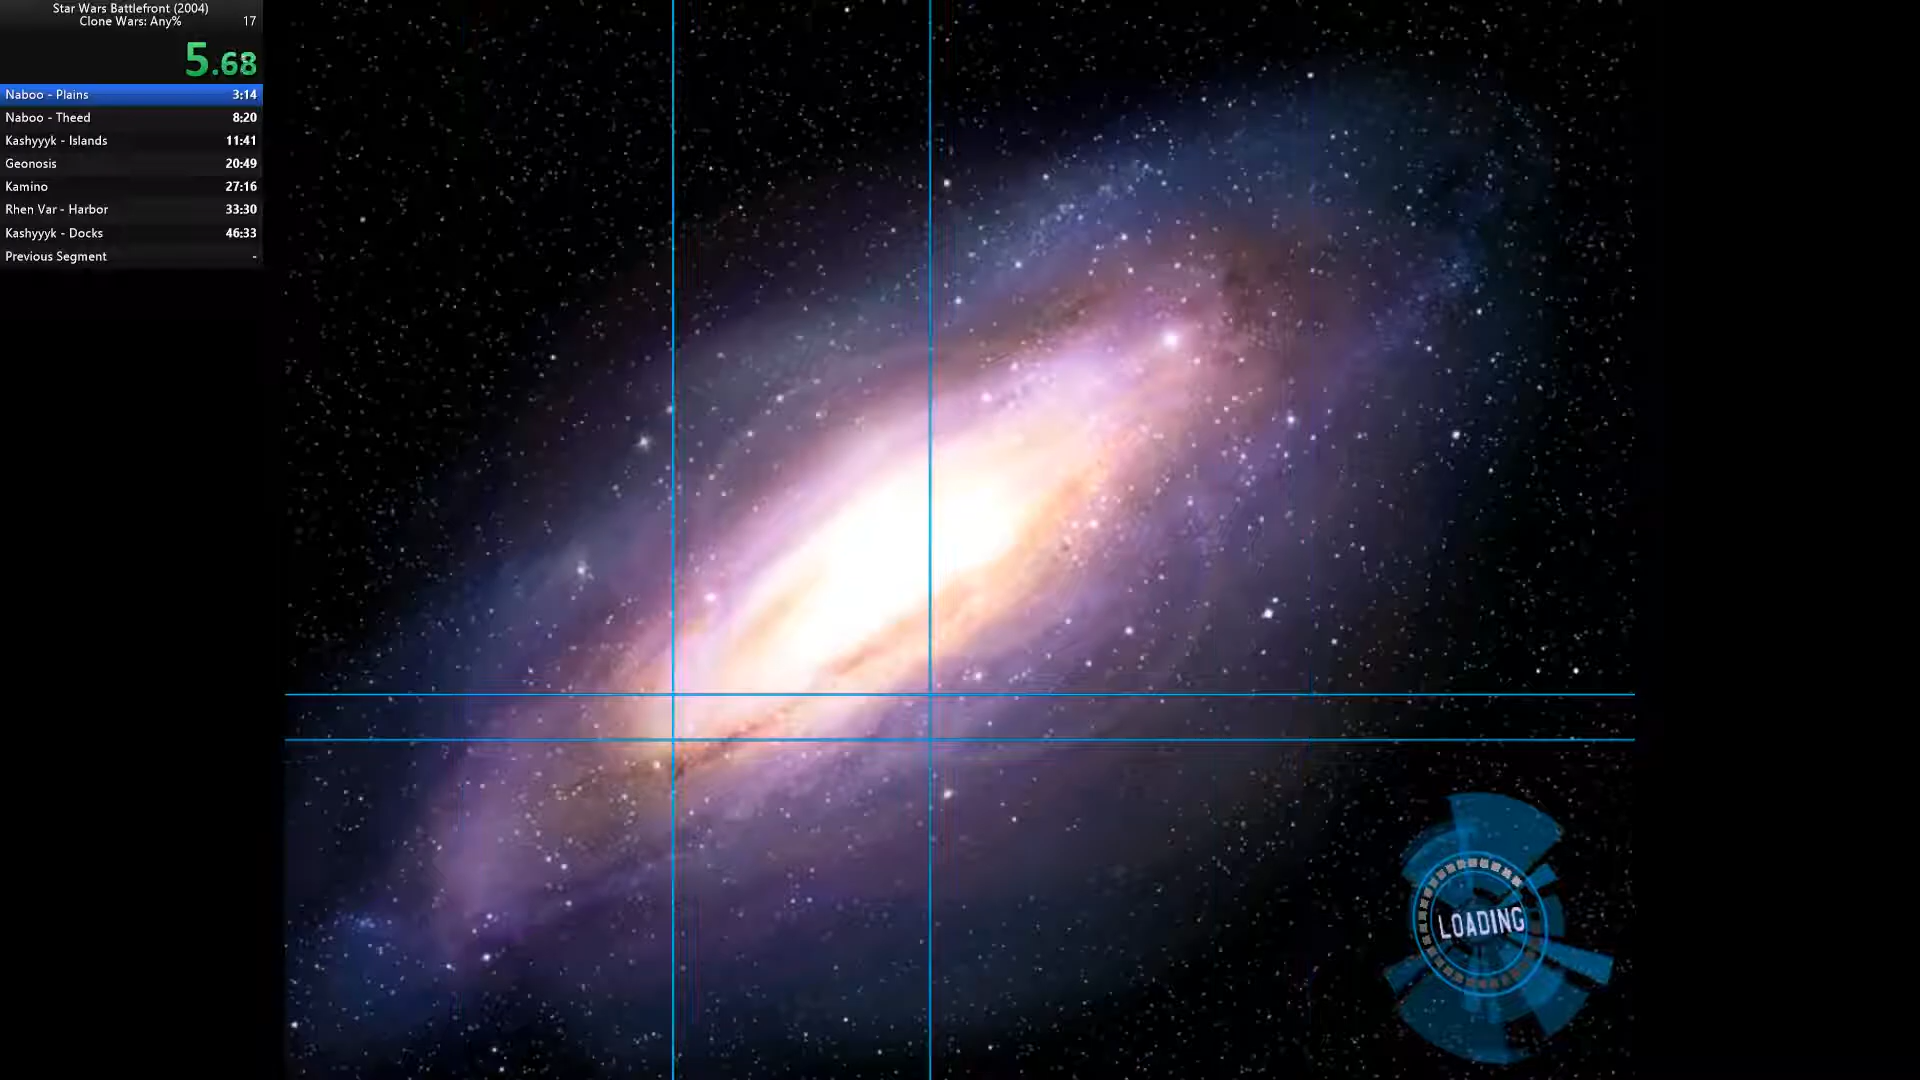 Star Wars Battlefront (2004)
Clone Wars: Any% 17
5.68
Naboo - Plains 3:14
Naboo - Theed 8:20
Kashyyyk - Islands 11:41
Geonosis 20:49
Kamino 27:16
Rhen Var - Harbor 33:30
Kashyyyk - Docks 46:33
Previous Segment -
LOADING